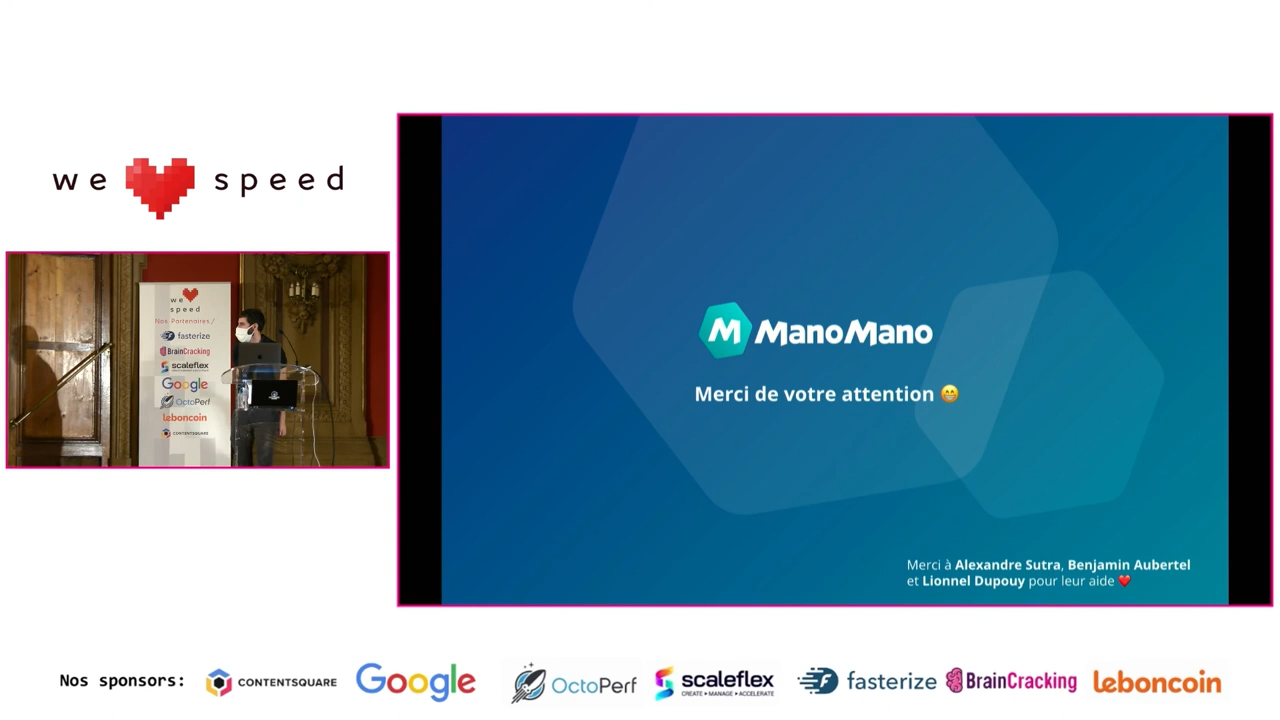 we speed
we
speed
Nos Partenaires/
fasterize
BrainCracking
scaleflex
Google
OctoPerf
leboncoin
CONTENTSQUARE
M ManoMano
Merci de votre attention 😁
Merci à Alexandre Sutra, Benjamin Aubertel
et Lionnel Dupouy pour leur aide ❤️
Nos sponsors: CONTENTSQUARE Google OctoPerf scaleflex fasterize BrainCracking leboncoin
CREATE • MANAGE • ACCELERATE